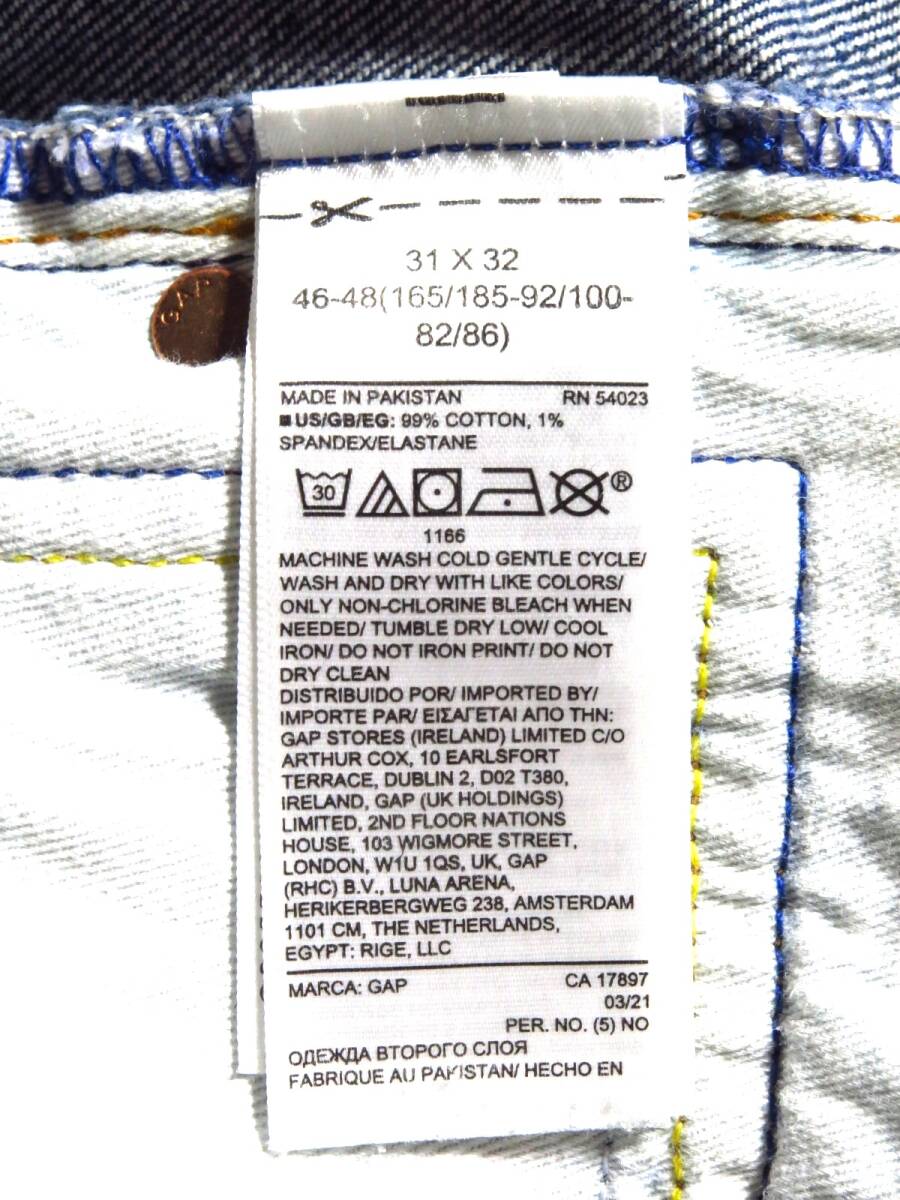 31 X 32
46-48(165/185-92/100-
82/86)
GAP
MADE IN PAKISTAN RN 54023
US/GB/EG: 99% COTTON, 1%
SPANDEX/ELASTANE
30 ®
1166
MACHINE WASH COLD GENTLE CYCLE/
WASH AND DRY WITH LIKE COLORS/
ONLY NON-CHLORINE BLEACH WHEN
NEEDED/ TUMBLE DRY LOW/ COOL
IRON/ DO NOT IRON PRINT/ DO NOT
DRY CLEAN
DISTRIBUIDO POR/ IMPORTED BY/
IMPORTE PAR/ ΕΙΣΑΓΕΤΑΙ ΑΠΟ ΤΗΝ:
GAP STORES (IRELAND) LIMITED C/O
ARTHUR COX, 10 EARLSFORT
TERRACE, DUBLIN 2, D02 T380,
IRELAND, GAP (UK HOLDINGS)
LIMITED, 2ND FLOOR NATIONS
HOUSE, 103 WIGMORE STREET,
LONDON, W1U 1QS, UK, GAP
(RHC) B.V., LUNA ARENA,
HERIKERBERGWEG 238, AMSTERDAM
1101 CM, THE NETHERLANDS,
EGYPT: RIGE, LLC
MARCA: GAP CA 17897
03/21
PER. NO. (5) NO
ОДЕЖДА ВТОРОГО СЛОЯ
FABRIQUE AU PAKISTAN/ HECHO EN